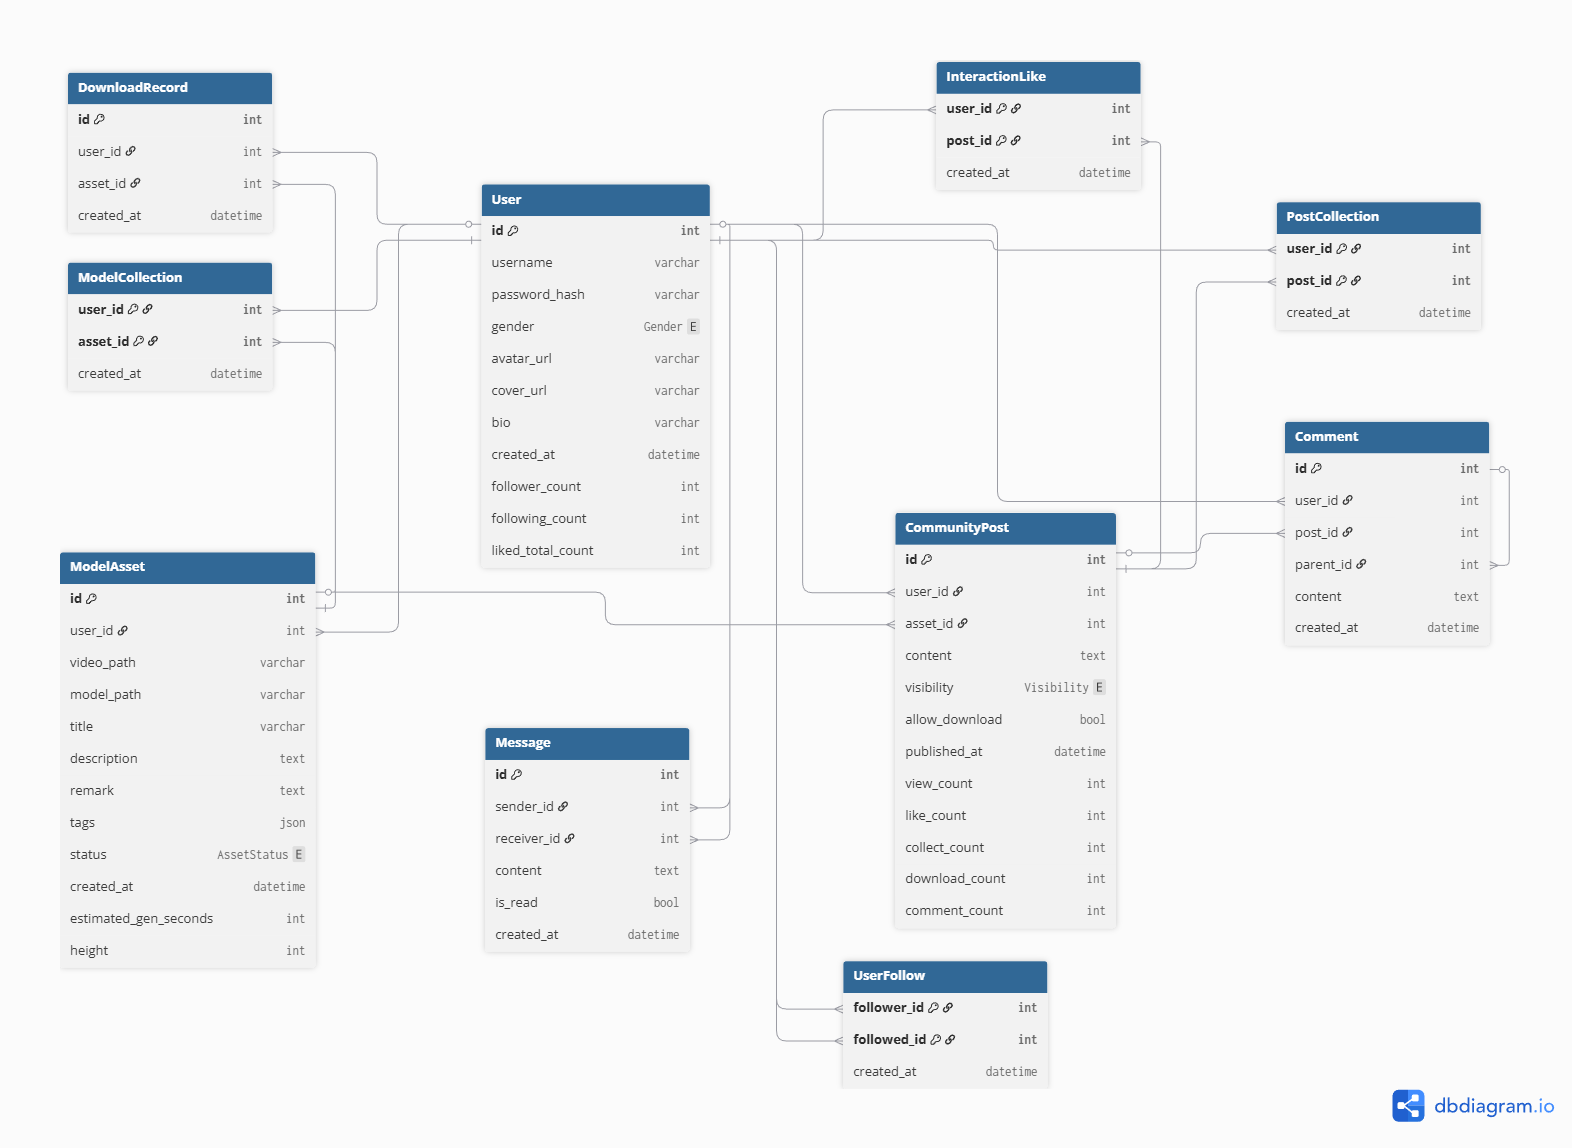 DownloadRecord
id int
user_id int
asset_id int
created_at datetime
ModelCollection
user_id int
asset_id int
created_at datetime
ModelAsset
id int
user_id int
video_path varchar
model_path varchar
title varchar
description text
remark text
tags json
status AssetStatus E
created_at datetime
estimated_gen_seconds int
height int
User
id int
username varchar
password_hash varchar
gender Gender E
avatar_url varchar
cover_url varchar
bio varchar
created_at datetime
follower_count int
following_count int
liked_total_count int
Message
id int
sender_id int
receiver_id int
content text
is_read bool
created_at datetime
InteractionLike
user_id int
post_id int
created_at datetime
CommunityPost
id int
user_id int
asset_id int
content text
visibility Visibility E
allow_download bool
published_at datetime
view_count int
like_count int
collect_count int
download_count int
comment_count int
UserFollow
follower_id int
followed_id int
created_at datetime
PostCollection
user_id int
post_id int
created_at datetime
Comment
id int
user_id int
post_id int
parent_id int
content text
created_at datetime
dbdiagram.io